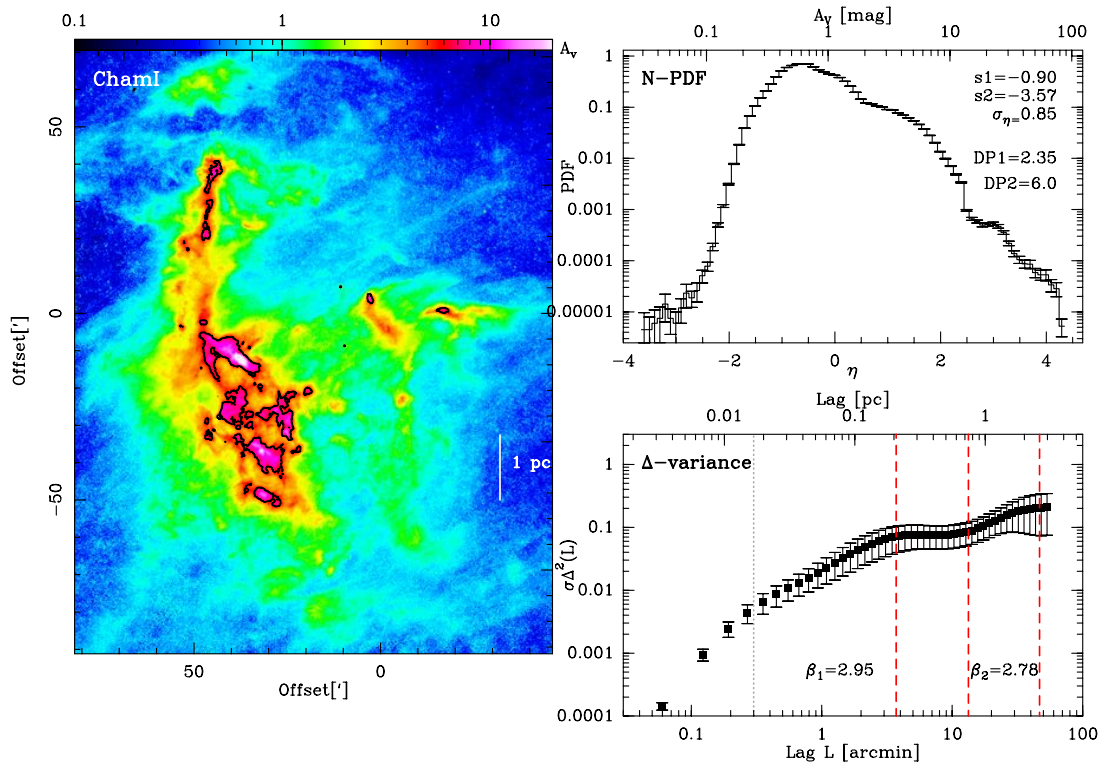 0.1 1 10
A_v
ChamI
50
0
−50
Offset[′]
1 pc
50 0
Offset[′]
A_V [mag]
0.1 1 10 100
N−PDF
s1=−0.90
s2=−3.57
σ_η=0.85
DP1=2.35
DP2=6.0
1
0.1
0.01
0.001
0.0001
0.00001
PDF
−4 −2 0 2 4
η
Lag [pc]
0.01 0.1 1
Δ−variance
1
0.1
0.01
0.001
0.0001
σ_Δ²(L)
β₁=2.95 β₂=2.78
0.1 1 10 100
Lag L [arcmin]